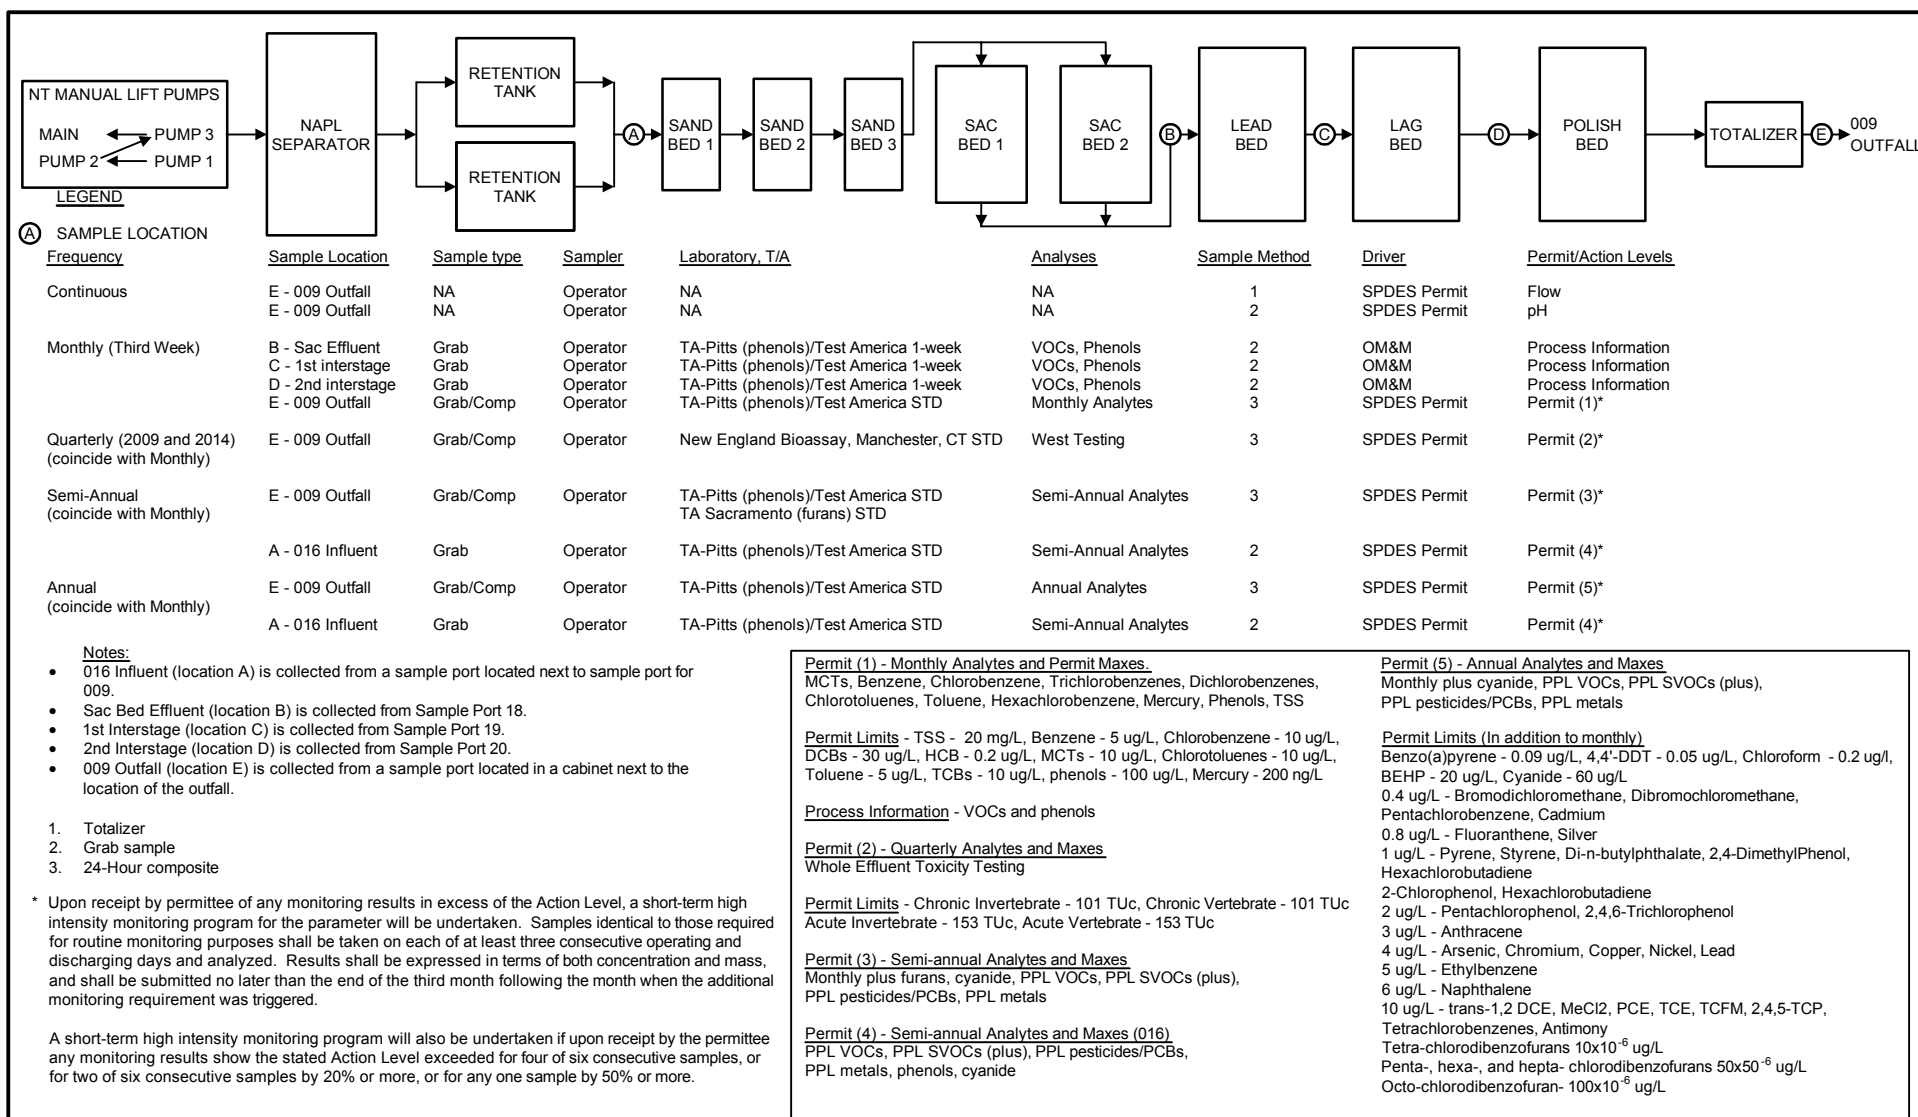 NT MANUAL LIFT PUMPS
MAIN
PUMP 3
PUMP 2
PUMP 1
NAPL
SEPARATOR
RETENTION
TANK
RETENTION
TANK
A
SAND
BED 1
SAND
BED 2
SAND
BED 3
SAC
BED 1
SAC
BED 2
B
LEAD
BED
C
LAG
BED
D
POLISH
BED
TOTALIZER
E
009
OUTFALL
LEGEND
A SAMPLE LOCATION
Frequency Sample Location Sample type Sampler Laboratory, T/A Analyses Sample Method Driver Permit/Action Levels
Continuous E - 009 Outfall NA Operator NA NA 1 SPDES Permit Flow
E - 009 Outfall NA Operator NA NA 2 SPDES Permit pH
Monthly (Third Week) B - Sac Effluent Grab Operator TA-Pitts (phenols)/Test America 1-week VOCs, Phenols 2 OM&M Process Information
C - 1st interstage Grab Operator TA-Pitts (phenols)/Test America 1-week VOCs, Phenols 2 OM&M Process Information
D - 2nd interstage Grab Operator TA-Pitts (phenols)/Test America 1-week VOCs, Phenols 2 OM&M Process Information
E - 009 Outfall Grab/Comp Operator TA-Pitts (phenols)/Test America STD Monthly Analytes 3 SPDES Permit Permit (1)*
Quarterly (2009 and 2014) E - 009 Outfall Grab/Comp Operator New England Bioassay, Manchester, CT STD West Testing 3 SPDES Permit Permit (2)*
(coincide with Monthly)
Semi-Annual E - 009 Outfall Grab/Comp Operator TA-Pitts (phenols)/Test America STD Semi-Annual Analytes 3 SPDES Permit Permit (3)*
(coincide with Monthly) TA Sacramento (furans) STD
A - 016 Influent Grab Operator TA-Pitts (phenols)/Test America STD Semi-Annual Analytes 2 SPDES Permit Permit (4)*
Annual E - 009 Outfall Grab/Comp Operator TA-Pitts (phenols)/Test America STD Annual Analytes 3 SPDES Permit Permit (5)*
(coincide with Monthly)
A - 016 Influent Grab Operator TA-Pitts (phenols)/Test America STD Semi-Annual Analytes 2 SPDES Permit Permit (4)*
Notes:
• 016 Influent (location A) is collected from a sample port located next to sample port for
009.
• Sac Bed Effluent (location B) is collected from Sample Port 18.
• 1st Interstage (location C) is collected from Sample Port 19.
• 2nd Interstage (location D) is collected from Sample Port 20.
• 009 Outfall (location E) is collected from a sample port located in a cabinet next to the
location of the outfall.
1. Totalizer
2. Grab sample
3. 24-Hour composite
* Upon receipt by permittee of any monitoring results in excess of the Action Level, a short-term high
intensity monitoring program for the parameter will be undertaken. Samples identical to those required
for routine monitoring purposes shall be taken on each of at least three consecutive operating and
discharging days and analyzed. Results shall be expressed in terms of both concentration and mass,
and shall be submitted no later than the end of the third month following the month when the additional
monitoring requirement was triggered.
A short-term high intensity monitoring program will also be undertaken if upon receipt by the permittee
any monitoring results show the stated Action Level exceeded for four of six consecutive samples, or
for two of six consecutive samples by 20% or more, or for any one sample by 50% or more.
Permit (1) - Monthly Analytes and Permit Maxes.
MCTs, Benzene, Chlorobenzene, Trichlorobenzenes, Dichlorobenzenes,
Chlorotoluenes, Toluene, Hexachlorobenzene, Mercury, Phenols, TSS
Permit Limits - TSS - 20 mg/L, Benzene - 5 ug/L, Chlorobenzene - 10 ug/L,
DCBs - 30 ug/L, HCB - 0.2 ug/L, MCTs - 10 ug/L, Chlorotoluenes - 10 ug/L,
Toluene - 5 ug/L, TCBs - 10 ug/L, phenols - 100 ug/L, Mercury - 200 ng/L
Process Information - VOCs and phenols
Permit (2) - Quarterly Analytes and Maxes
Whole Effluent Toxicity Testing
Permit Limits - Chronic Invertebrate - 101 TUc, Chronic Vertebrate - 101 TUc
Acute Invertebrate - 153 TUc, Acute Vertebrate - 153 TUc
Permit (3) - Semi-annual Analytes and Maxes
Monthly plus furans, cyanide, PPL VOCs, PPL SVOCs (plus),
PPL pesticides/PCBs, PPL metals
Permit (4) - Semi-annual Analytes and Maxes (016)
PPL VOCs, PPL SVOCs (plus), PPL pesticides/PCBs,
PPL metals, phenols, cyanide
Permit (5) - Annual Analytes and Maxes
Monthly plus cyanide, PPL VOCs, PPL SVOCs (plus),
PPL pesticides/PCBs, PPL metals
Permit Limits (In addition to monthly)
Benzo(a)pyrene - 0.09 ug/L, 4,4'-DDT - 0.05 ug/L, Chloroform - 0.2 ug/l,
BEHP - 20 ug/L, Cyanide - 60 ug/L
0.4 ug/L - Bromodichloromethane, Dibromochloromethane,
Pentachlorobenzene, Cadmium
0.8 ug/L - Fluoranthene, Silver
1 ug/L - Pyrene, Styrene, Di-n-butylphthalate, 2,4-DimethylPhenol,
Hexachlorobutadiene
2-Chlorophenol, Hexachlorobutadiene
2 ug/L - Pentachlorophenol, 2,4,6-Trichlorophenol
3 ug/L - Anthracene
4 ug/L - Arsenic, Chromium, Copper, Nickel, Lead
5 ug/L - Ethylbenzene
6 ug/L - Naphthalene
10 ug/L - trans-1,2 DCE, MeCl2, PCE, TCE, TCFM, 2,4,5-TCP,
Tetrachlorobenzenes, Antimony
Tetra-chlorodibenzofurans 10x10⁻⁶ ug/L
Penta-, hexa-, and hepta- chlorodibenzofurans 50x50⁻⁶ ug/L
Octo-chlorodibenzofuran- 100x10⁻⁶ ug/L